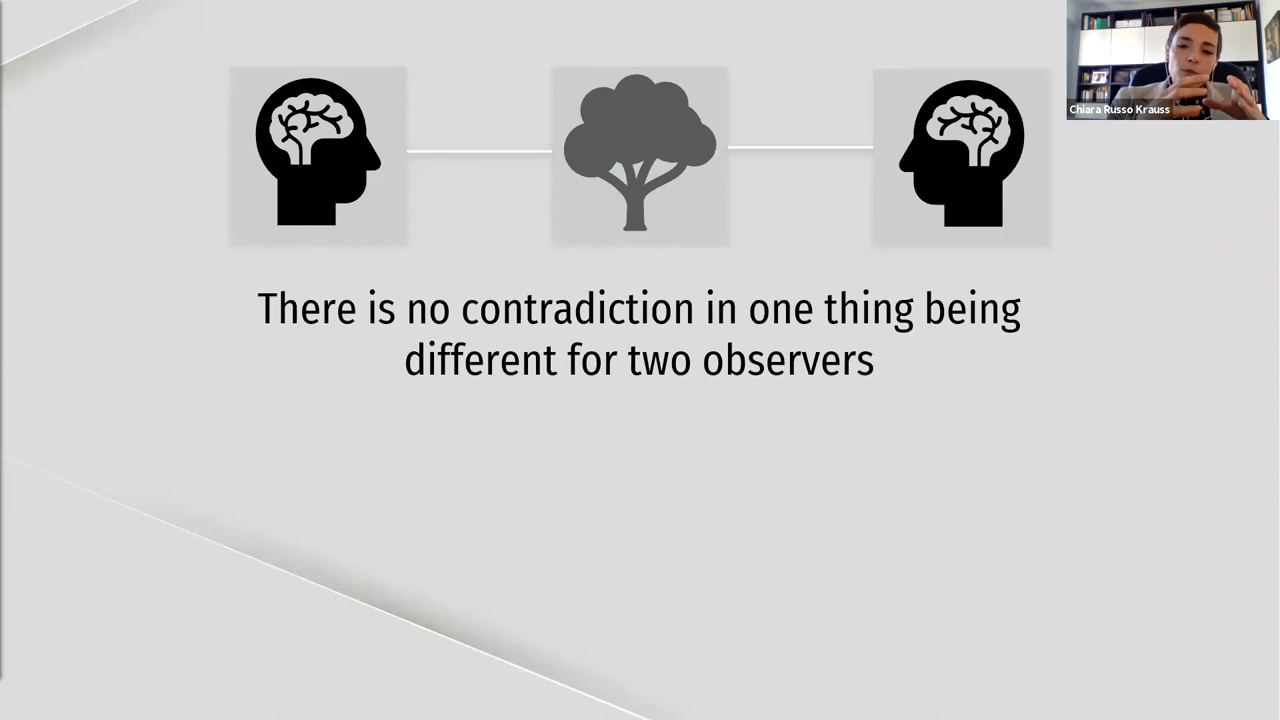 Chiara Russo Krauss
There is no contradiction in one thing being
different for two observers